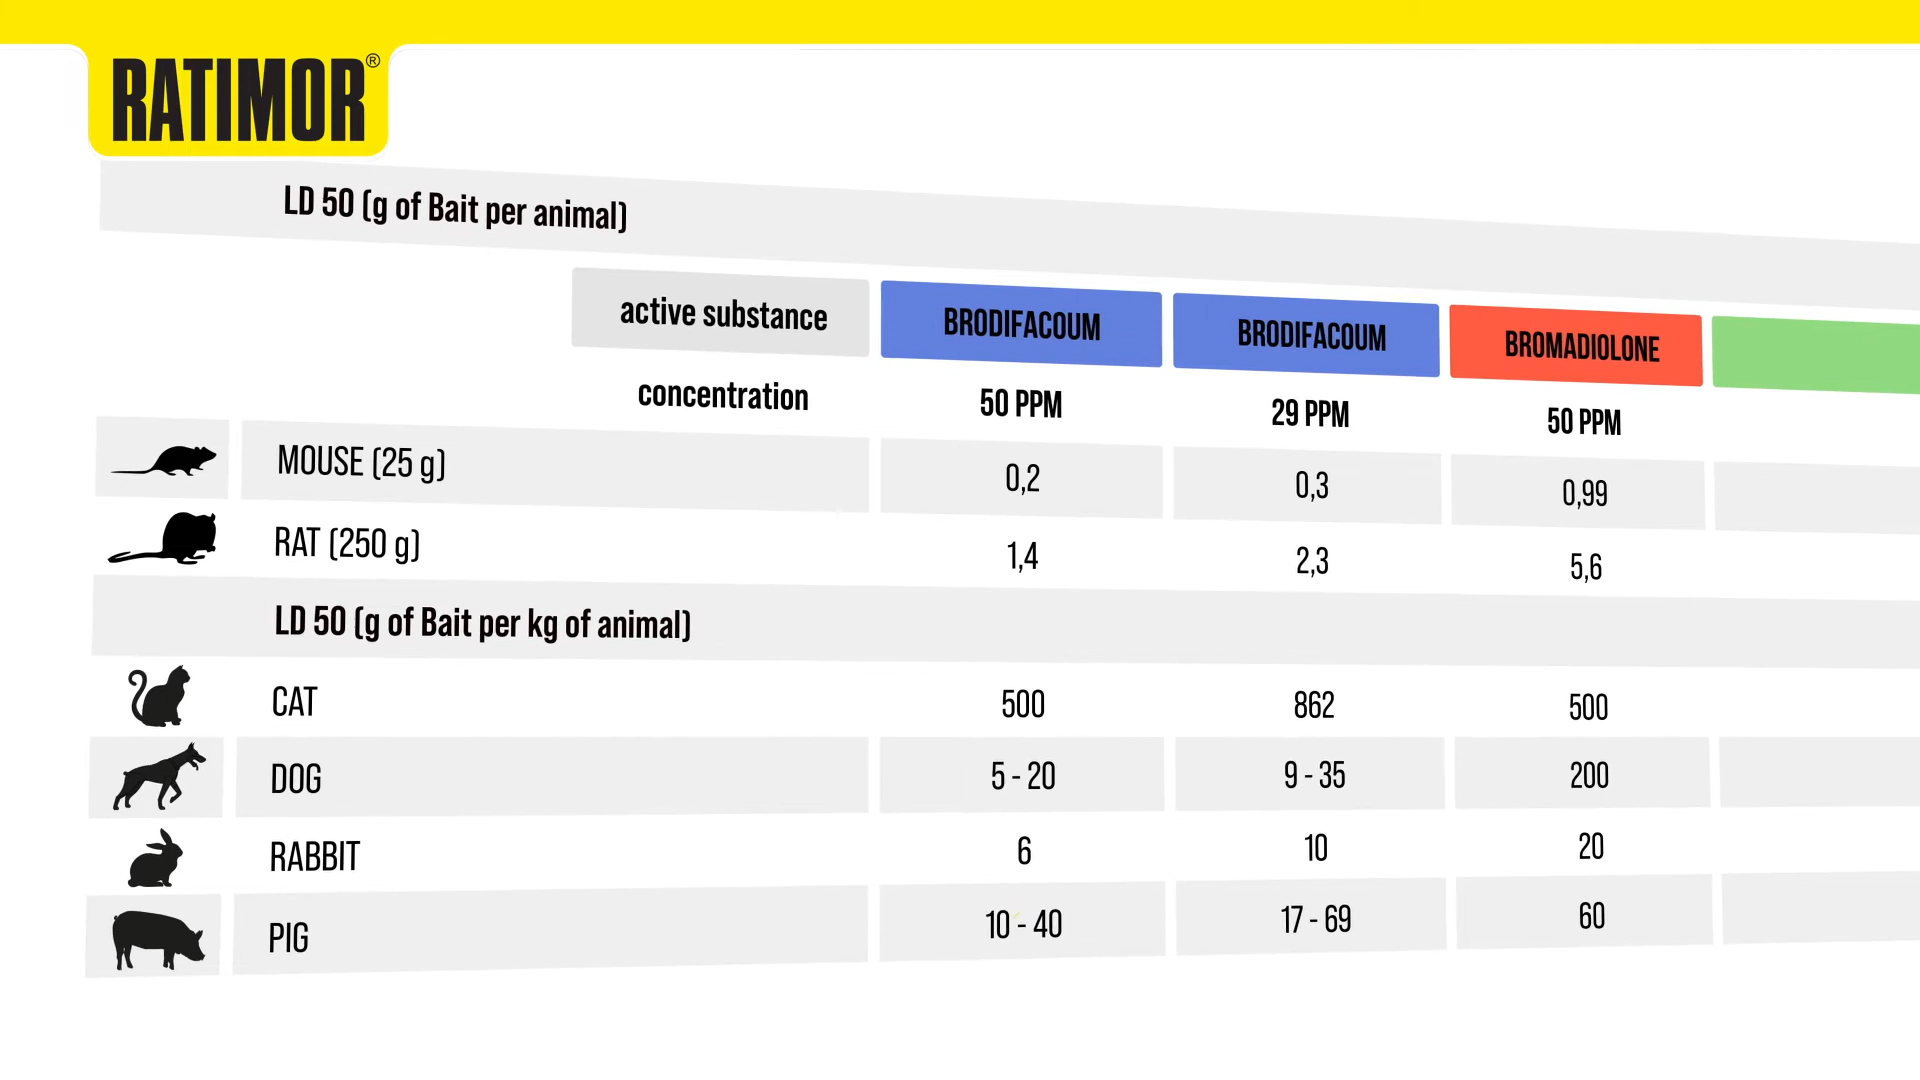 RATIMOR®
LD 50 (g of Bait per animal)
active substance BRODIFACOUM BRODIFACOUM BROMADIOLONE
concentration 50 PPM 29 PPM 50 PPM
MOUSE (25 g) 0,2 0,3 0,99
RAT (250 g) 1,4 2,3 5,6
LD 50 (g of Bait per kg of animal)
CAT 500 862 500
DOG 5 - 20 9 - 35 200
RABBIT 6 10 20
PIG 10 - 40 17 - 69 60